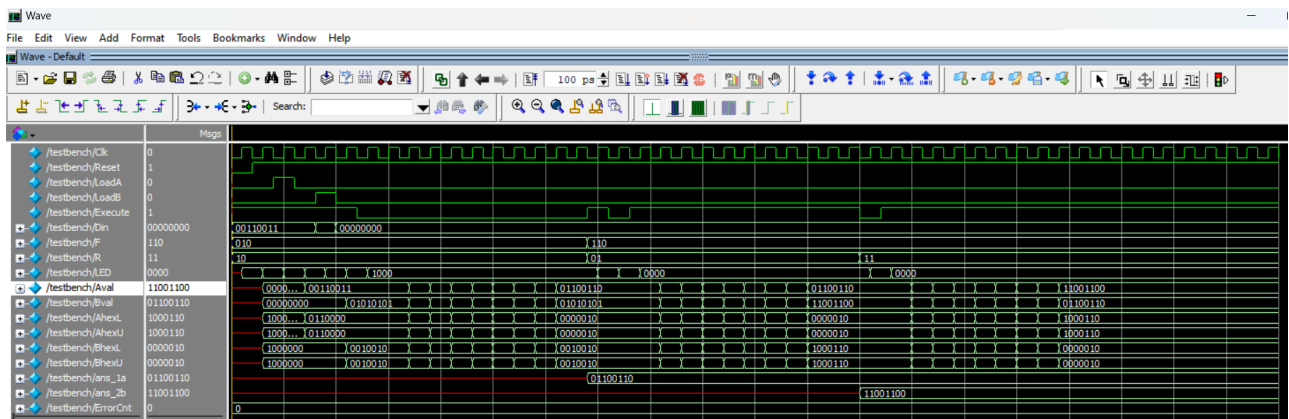 Wave
File Edit View Add Format Tools Bookmarks Window Help
Wave - Default
100 ps
Search:
Msgs
/testbench/Clk 0
/testbench/Reset 1
/testbench/LoadA 0
/testbench/LoadB 0
/testbench/Execute 1
/testbench/Din 00000000 00110011 00000000
/testbench/F 110 010 110
/testbench/R 11 10 01 11
/testbench/LED 0000 1000 0000 0000
/testbench/Aval 11001100 0000... 00110011 01100110 01100110 11001100
/testbench/Bval 01100110 00000000 01010101 01010101 11001100 01100110
/testbench/AhexL 1000110 1000... 0110000 0000010 0000010 1000110
/testbench/AhexU 1000110 1000... 0110000 0000010 0000010 1000110
/testbench/BhexL 0000010 1000000 0010010 0010010 1000110 0000010
/testbench/BhexU 0000010 1000000 0010010 0010010 1000110 0000010
/testbench/ans_1a 01100110 01100110
/testbench/ans_2b 11001100 11001100
/testbench/ErrorCnt 0 0